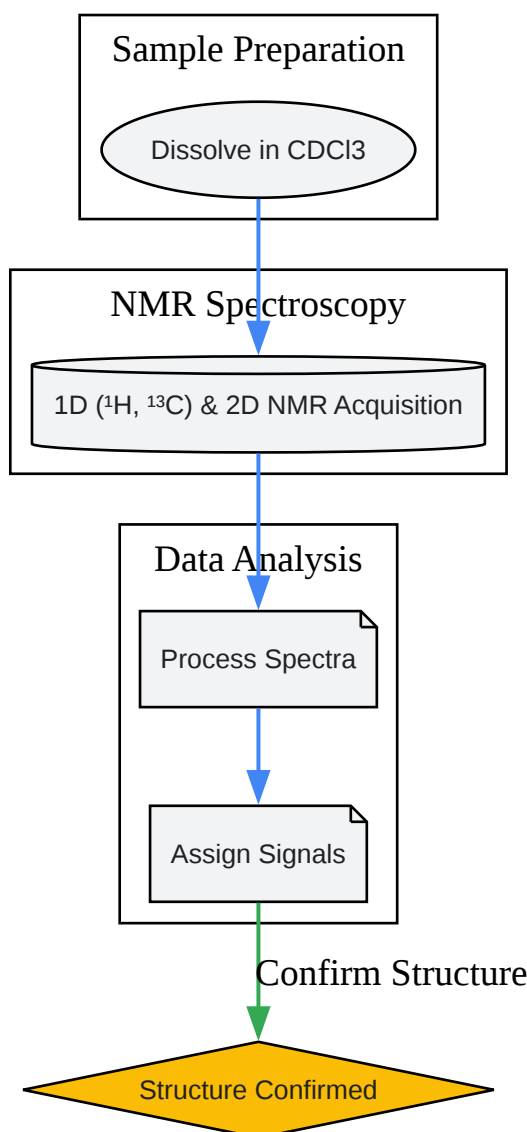 Sample Preparation
Dissolve in CDCl3
NMR Spectroscopy
1D (¹H, ¹³C) & 2D NMR Acquisition
Data Analysis
Process Spectra
Assign Signals
Confirm Structure
Structure Confirmed